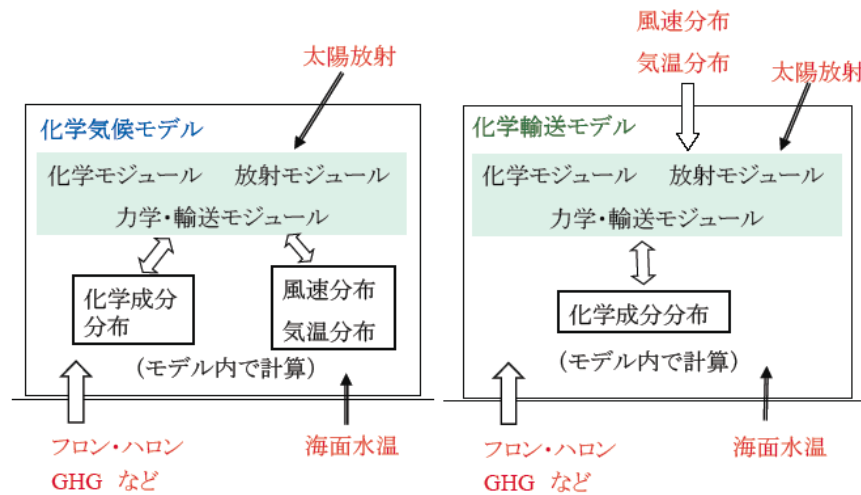 太陽放射
化学気候モデル
化学モジュール 放射モジュール
力学・輸送モジュール
化学成分
分布
風速分布
気温分布
(モデル内で計算)
フロン・ハロン
GHG など
海面水温
風速分布
気温分布
太陽放射
化学輸送モデル
化学モジュール 放射モジュール
力学・輸送モジュール
化学成分分布
(モデル内で計算)
フロン・ハロン
GHG など
海面水温